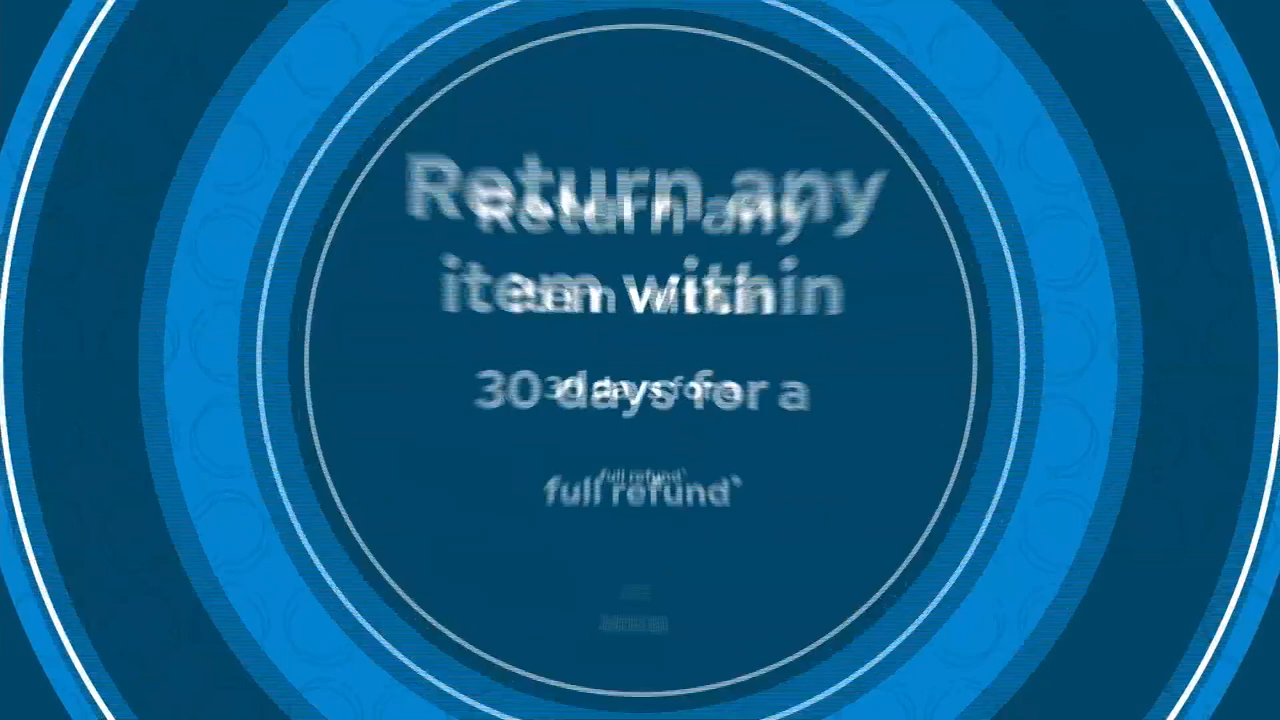 Return any
item within
30 days for a
full refund`